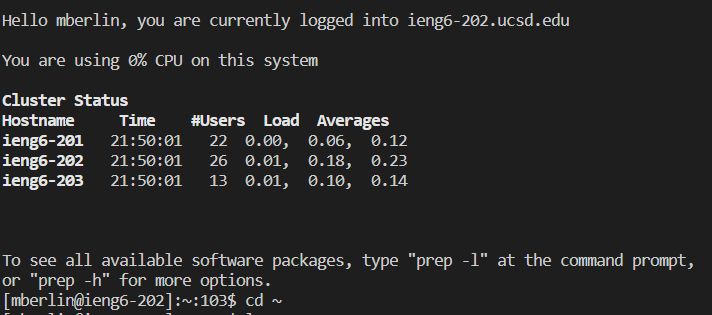 Hello mberlin, you are currently logged into ieng6-202.ucsd.edu
You are using 0% CPU on this system
Cluster Status
Hostname     Time    #Users  Load  Averages
ieng6-201   21:50:01   22  0.00,  0.06,  0.12
ieng6-202   21:50:01   26  0.01,  0.18,  0.23
ieng6-203   21:50:01   13  0.01,  0.10,  0.14
To see all available software packages, type "prep -l" at the command prompt,
or "prep -h" for more options.
[mberlin@ieng6-202]:~:103$ cd ~